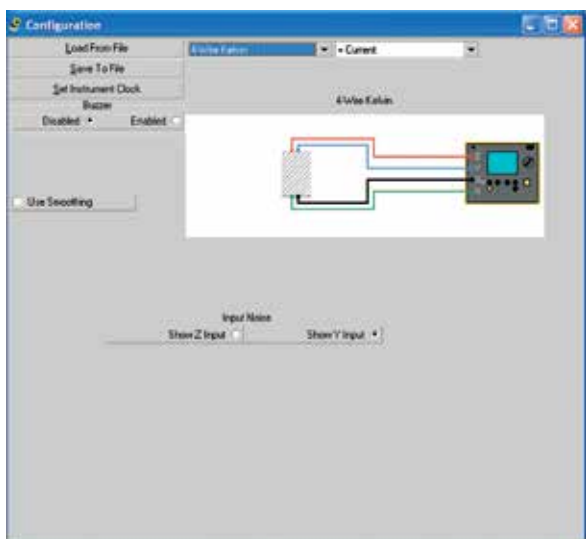 Configuration
Load From File
4-Wire Kelvin
+ Current
Save To File
Set Instrument Clock
Buzzer
4-Wire Kelvin
Disabled
Enabled
Use Smoothing
Input Noise
Show Z Input
Show Y Input